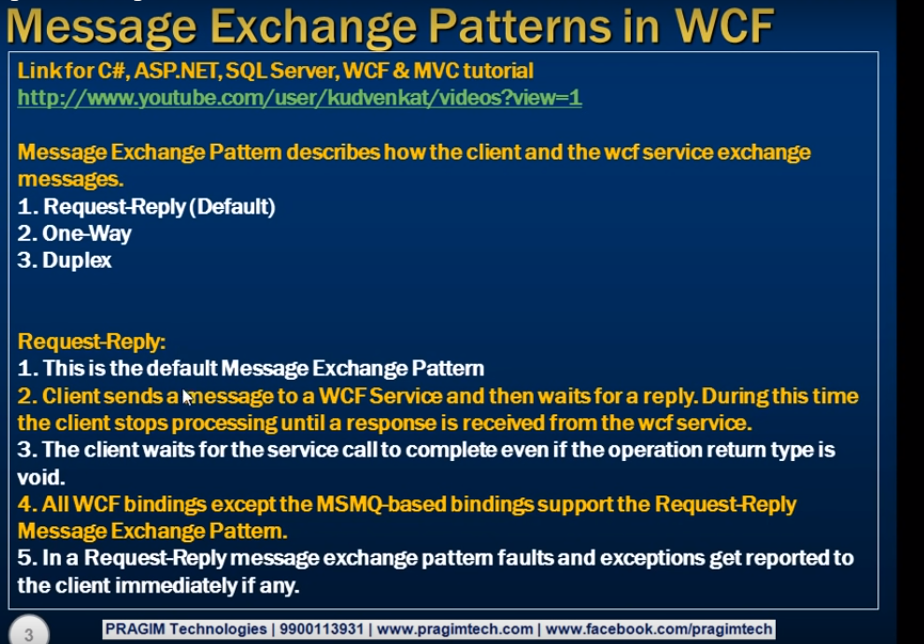 Message Exchange Patterns in WCF
Link for C#, ASP.NET, SQL Server, WCF & MVC tutorial
http://www.youtube.com/user/kudvenkat/videos?view=1
Message Exchange Pattern describes how the client and the wcf service exchange
messages.
1. Request-Reply (Default)
2. One-Way
3. Duplex
Request-Reply:
1. This is the default Message Exchange Pattern
2. Client sends a message to a WCF Service and then waits for a reply. During this time
the client stops processing until a response is received from the wcf service.
3. The client waits for the service call to complete even if the operation return type is
void.
4. All WCF bindings except the MSMQ-based bindings support the Request-Reply
Message Exchange Pattern.
5. In a Request-Reply message exchange pattern faults and exceptions get reported to
the client immediately if any.
3
PRAGIM Technologies | 9900113931 | www.pragimtech.com | www.facebook.com/pragimtech